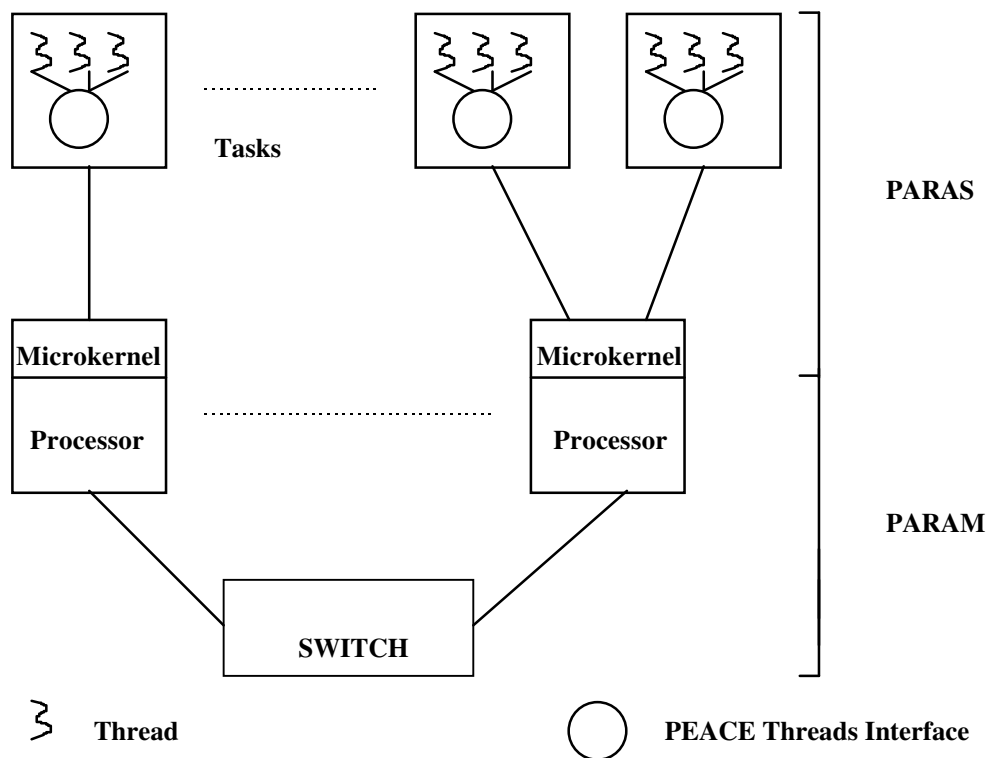 Tasks
PARAS
Microkernel
Microkernel
Processor
Processor
PARAM
SWITCH
Thread
PEACE Threads Interface